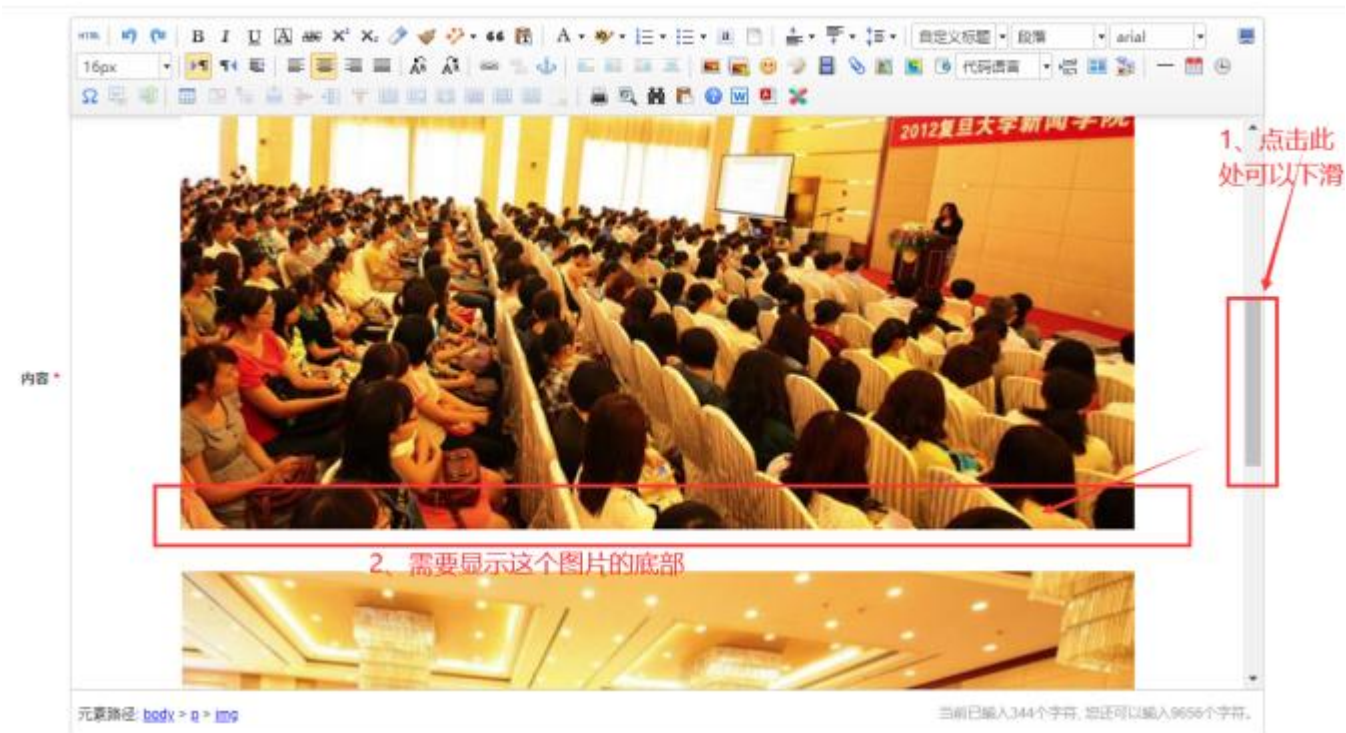 HTML B I U A ABC X² X₂ A 自定义标题 段落 arial
16px 代码语言
Ω W
2012复旦大学新闻学院
1、点击此
处可以下滑
内容 *
2、需要显示这个图片的底部
元素路径: body > p > img
当前已输入344个字符, 您还可以输入9656个字符。